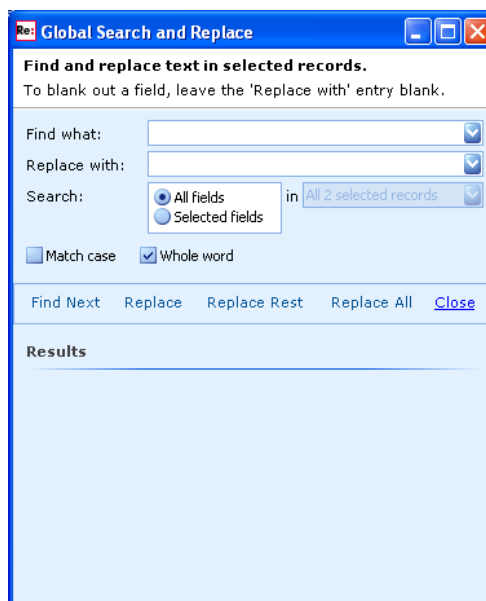 Re: Global Search and Replace
Find and replace text in selected records.
To blank out a field, leave the 'Replace with' entry blank.
Find what:
Replace with:
Search: All fields in All 2 selected records
Selected fields
Match case Whole word
Find Next Replace Replace Rest Replace All Close
Results